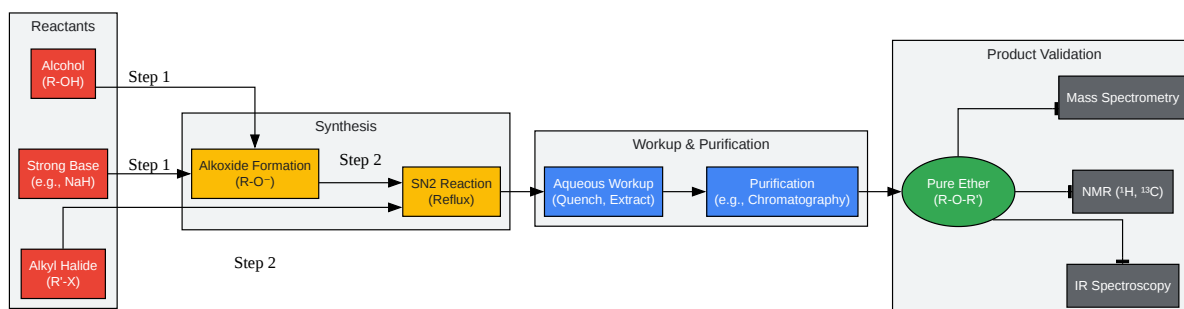 Reactants
Alcohol
(R-OH)
Step 1
Strong Base
(e.g., NaH)
Step 1
Alkyl Halide
(R'-X)
Step 2
Synthesis
Alkoxide Formation
(R-O⁻)
Step 2
SN2 Reaction
(Reflux)
Workup & Purification
Aqueous Workup
(Quench, Extract)
Purification
(e.g., Chromatography)
Product Validation
Pure Ether
(R-O-R')
Mass Spectrometry
NMR (¹H, ¹³C)
IR Spectroscopy